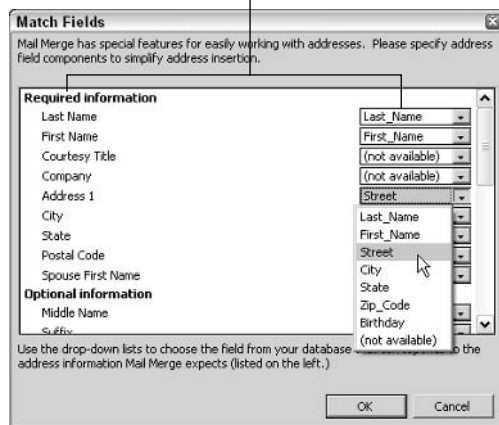 Match Fields
Mail Merge has special features for easily working with addresses. Please specify address
field components to simplify address insertion.
Required information
Last Name Last_Name
First Name First_Name
Courtesy Title (not available)
Company (not available)
Address 1 Street
City Last_Name
State First_Name
Postal Code Street
Spouse First Name City
Optional information State
Middle Name Zip_Code
Suffix Birthday
(not available)
Use the drop-down lists to choose the field from your database to the
address information Mail Merge expects (listed on the left.)
OK Cancel